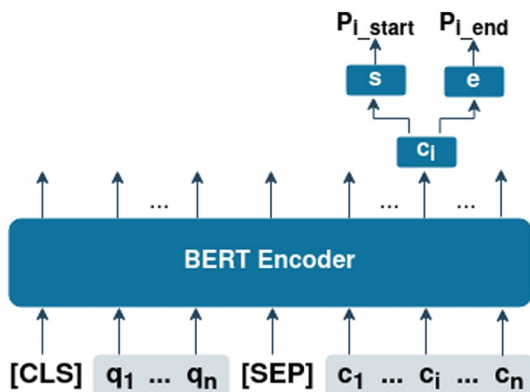 Pi_start Pi_end
s e
ci
... ... ...
BERT Encoder
[CLS] q1 ... qn [SEP] c1 ... ci ... cn